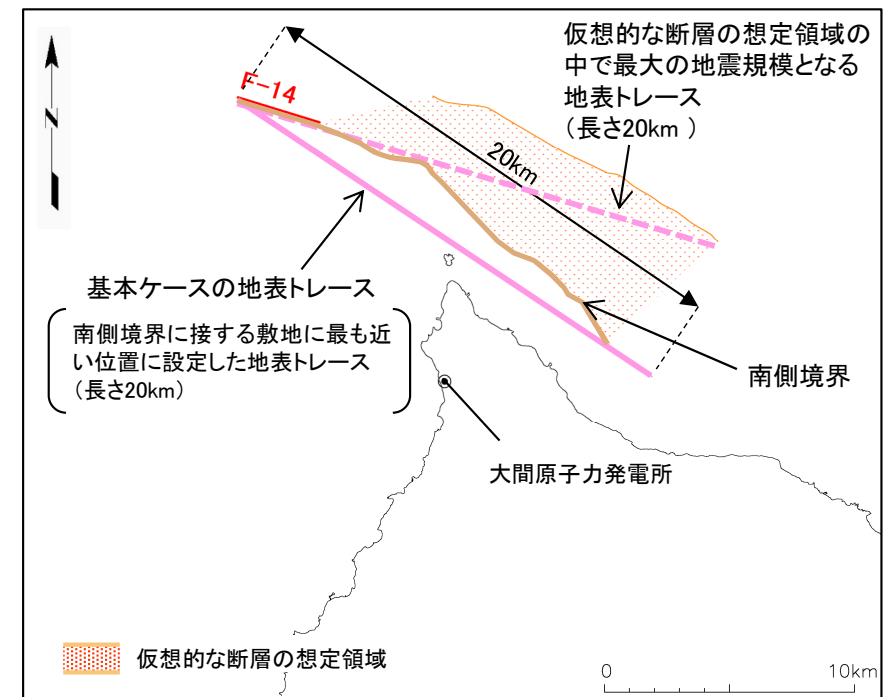 仮想的な断層の想定領域の
中で最大の地震規模となる
地表トレース
（長さ20km ）
N
F-14
20km
基本ケースの地表トレース
南側境界に接する敷地に最も近
い位置に設定した地表トレース
（長さ20km）
南側境界
大間原子力発電所
仮想的な断層の想定領域
0 10km